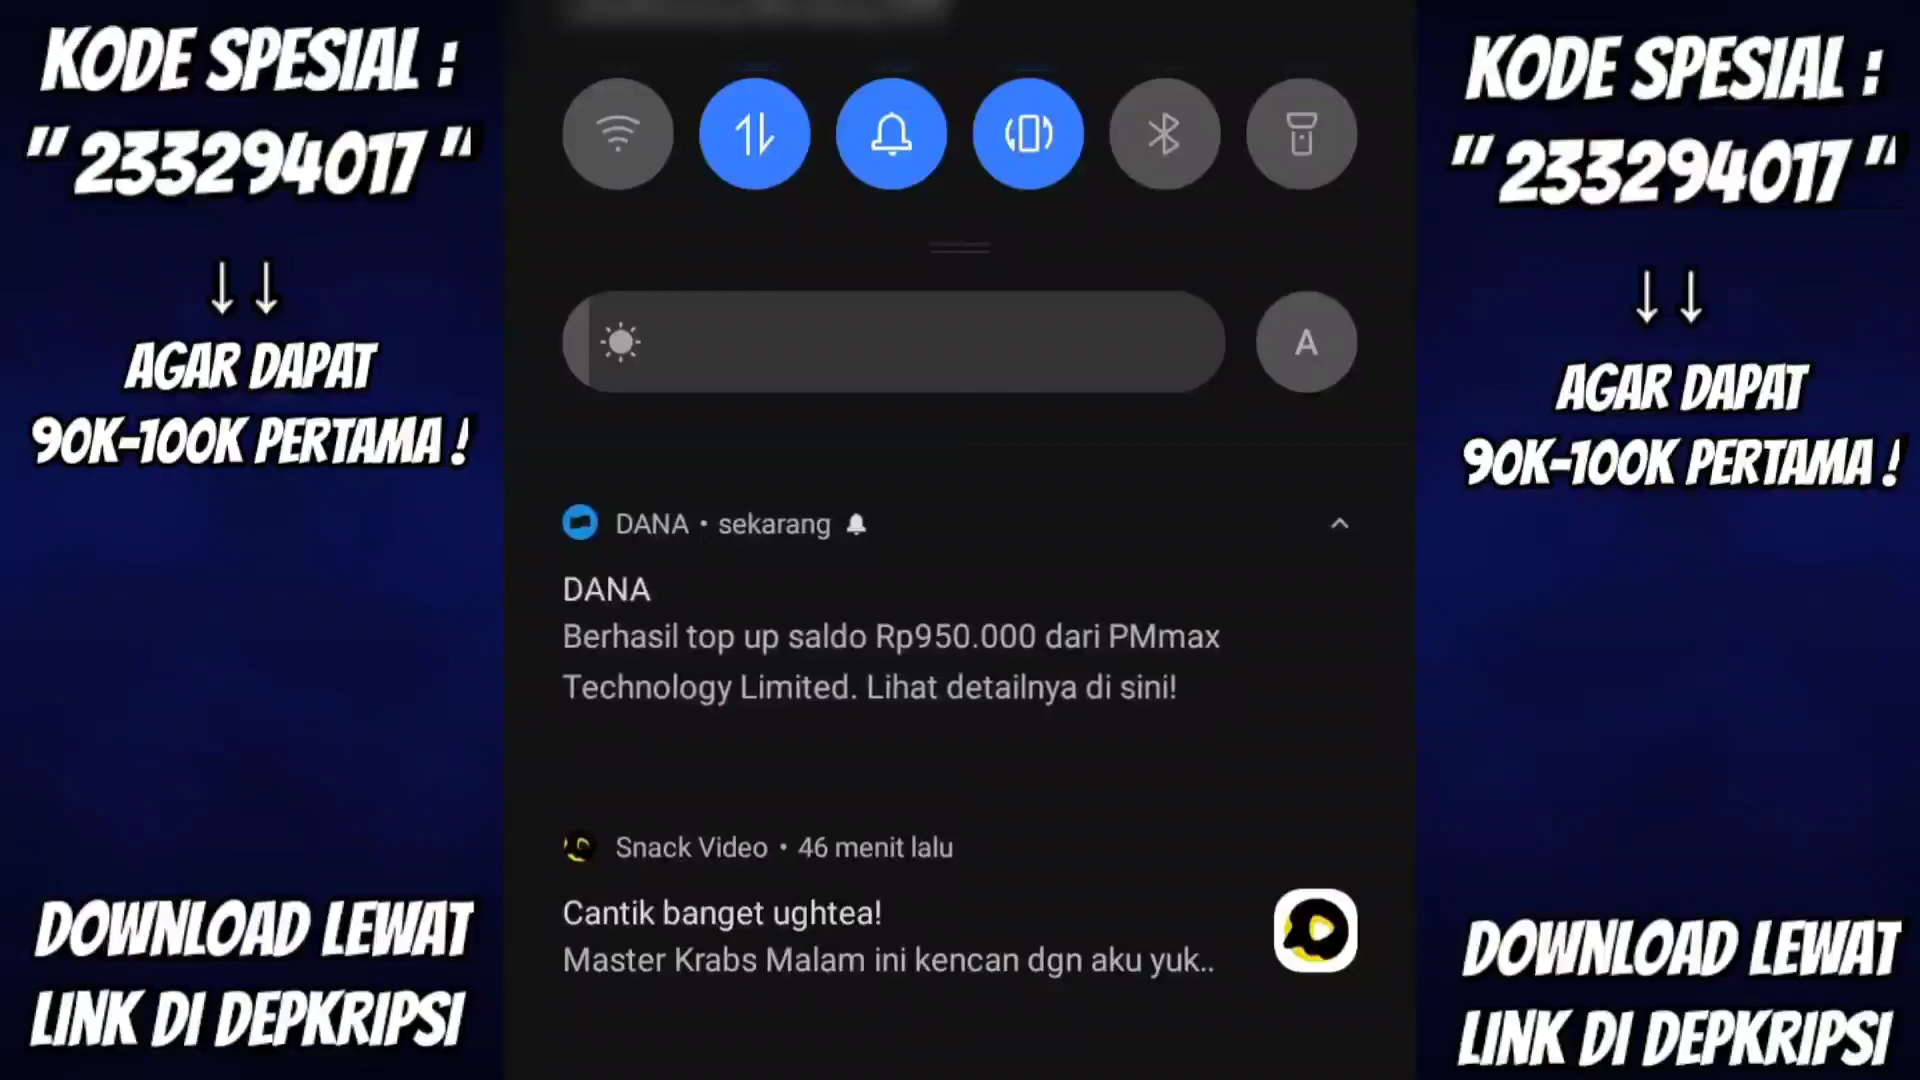 KODE SPESIAL :
" 233294017 "
↓↓
AGAR DAPAT
90K-100K PERTAMA !
DOWNLOAD LEWAT
LINK DI DEPKRIPSI
A
DANA • sekarang
DANA
Berhasil top up saldo Rp950.000 dari PMmax
Technology Limited. Lihat detailnya di sini!
Snack Video • 46 menit lalu
Cantik banget ughtea!
Master Krabs Malam ini kencan dgn aku yuk..
KODE SPESIAL :
" 233294017 "
↓↓
AGAR DAPAT
90K-100K PERTAMA !
DOWNLOAD LEWAT
LINK DI DEPKRIPSI